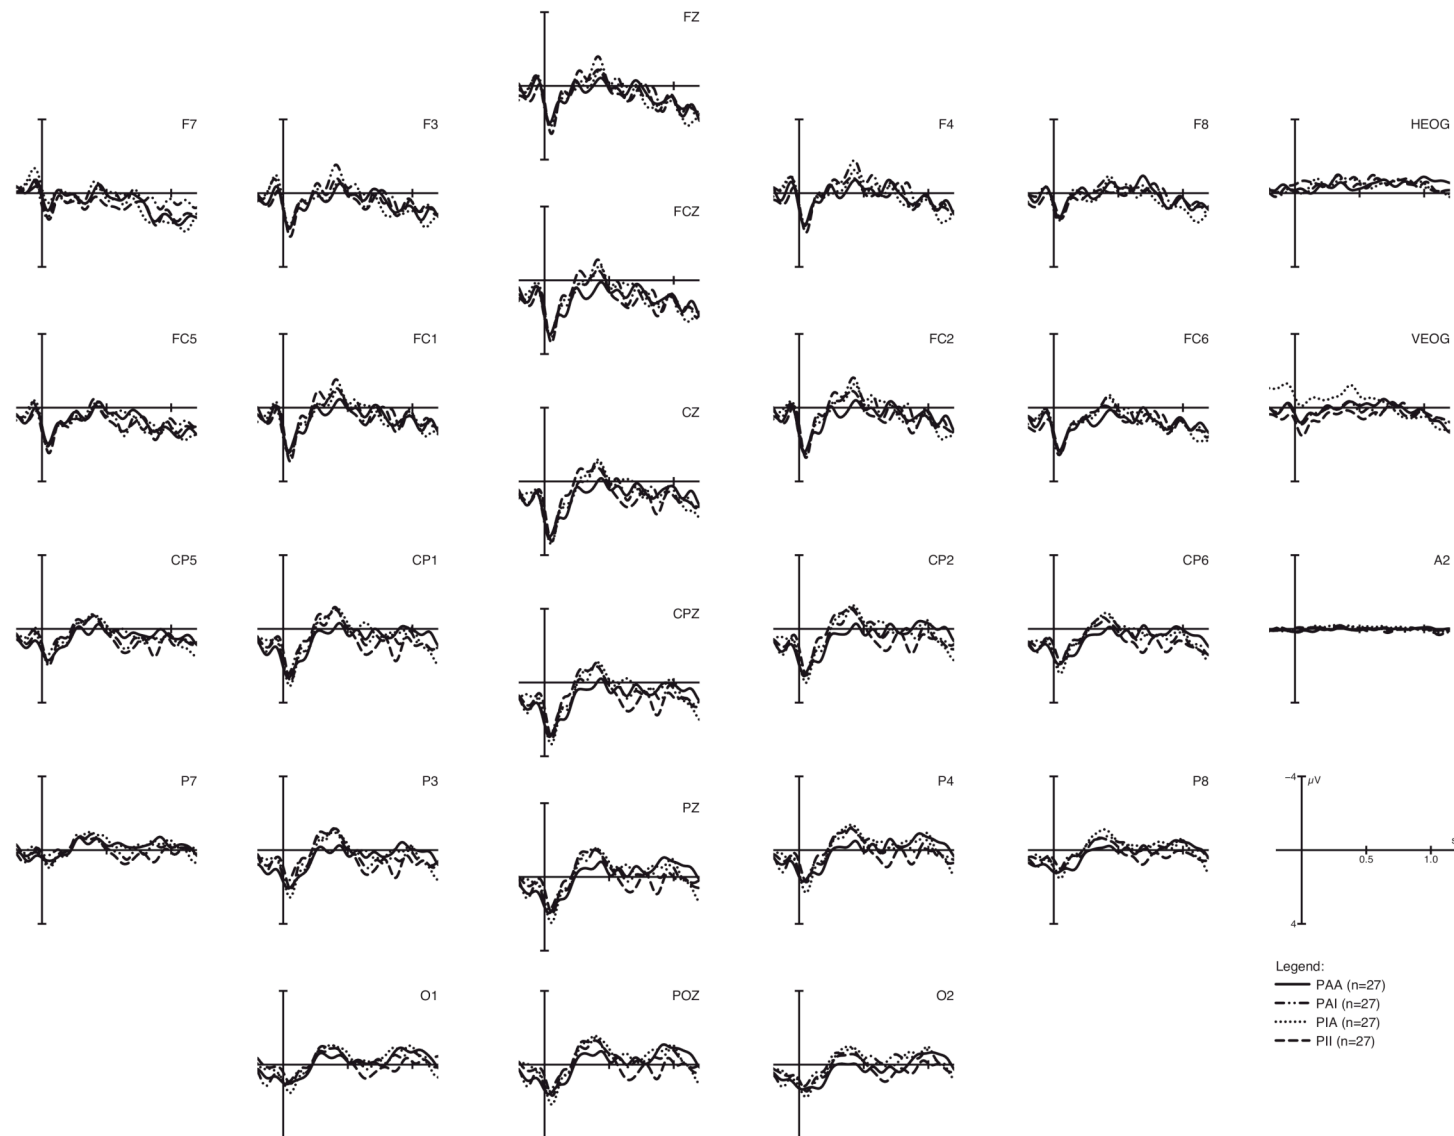 FZ
F7
F3
F4
F8
HEOG
FCZ
FC5
FC1
FC2
FC6
VEOG
CZ
CP5
CP1
CP2
CP6
A2
CPZ
P7
P3
P4
P8
−4 μV
PZ
s
0.5 1.0
4
Legend:
PAA (n=27)
O1
POZ
O2
PAI (n=27)
PIA (n=27)
PII (n=27)